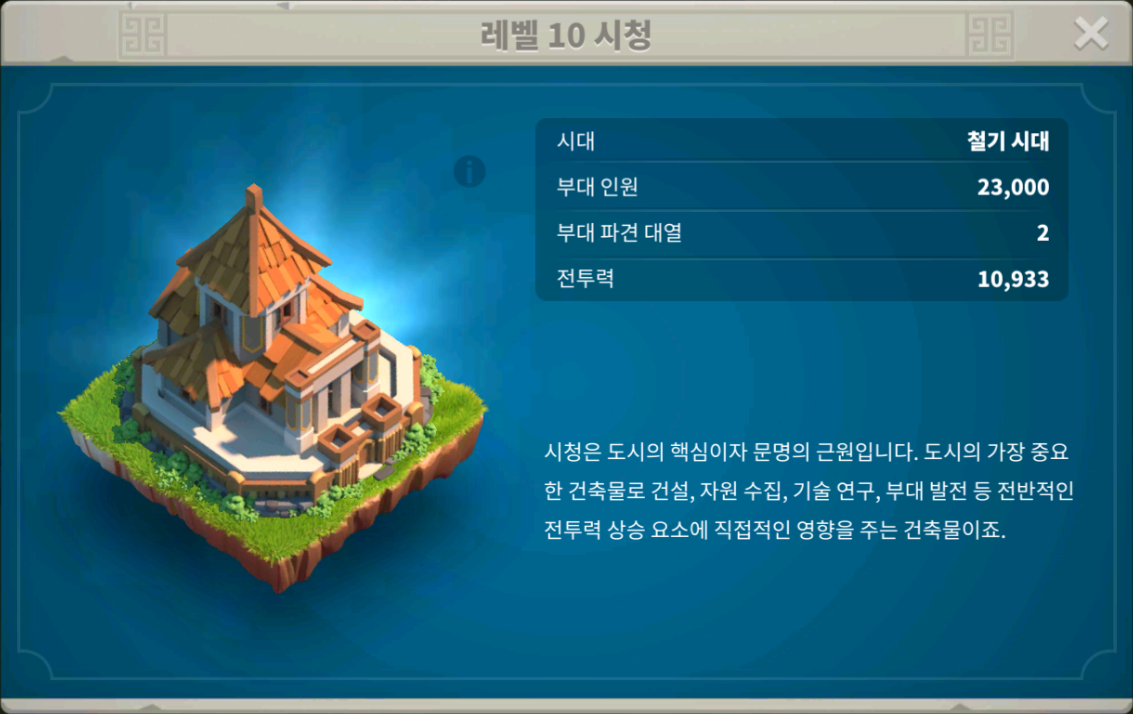 레벨 10 시청
시대 철기 시대
부대 인원 23,000
부대 파견 대열 2
전투력 10,933
시청은 도시의 핵심이자 문명의 근원입니다. 도시의 가장 중요
한 건축물로 건설, 자원 수집, 기술 연구, 부대 발전 등 전반적인
전투력 상승 요소에 직접적인 영향을 주는 건축물이죠.